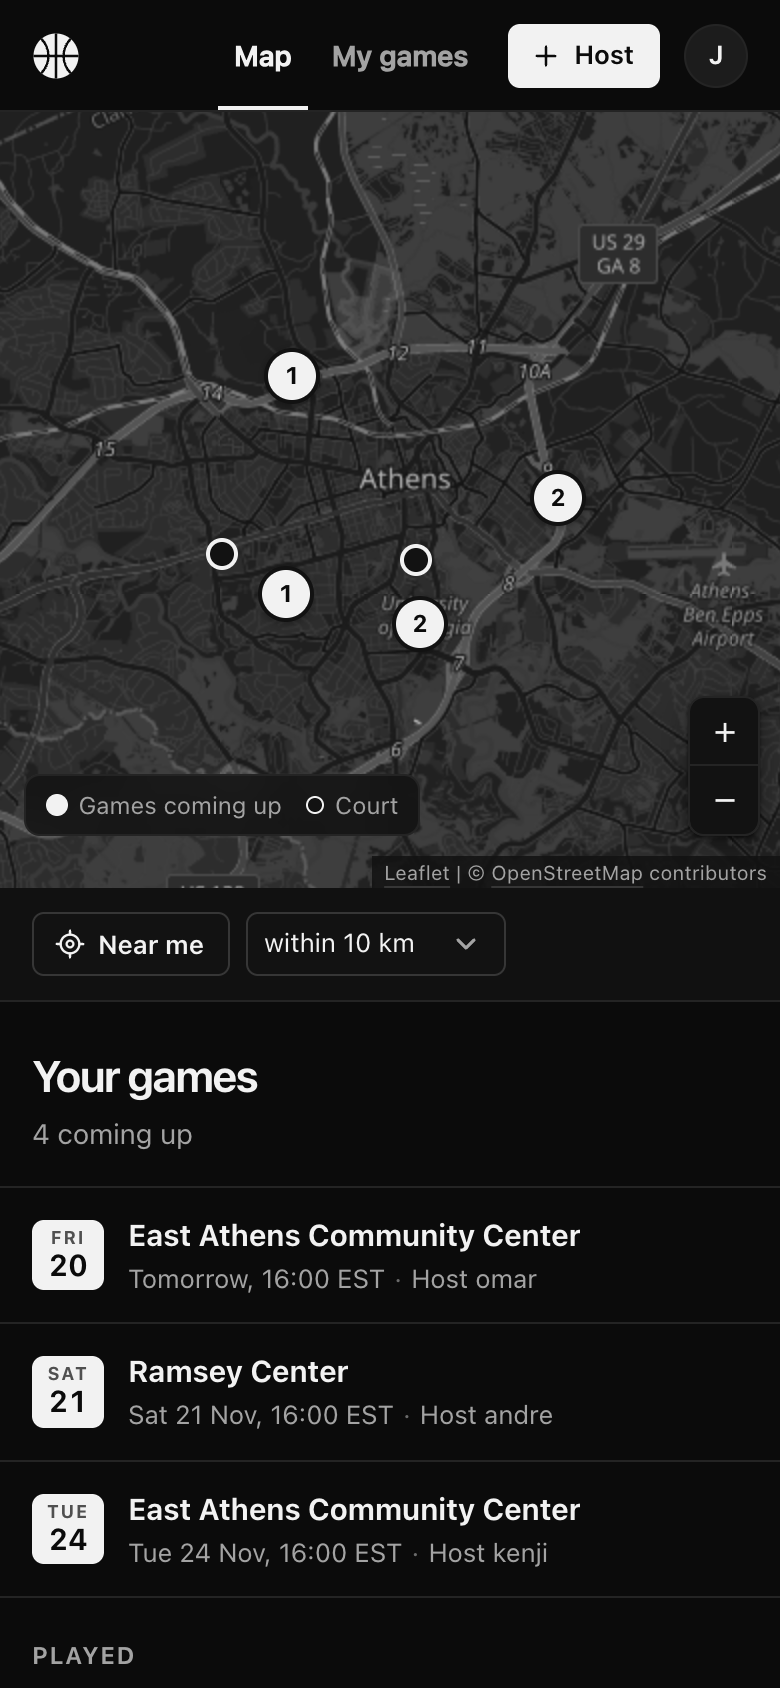 Map
My games
+ Host
J
US 29
GA 8
12
11
10A
1
14
15
Athens
2
1
8
Athens-
Ben Epps
Airport
2
7
6
+
−
Games coming up
Court
Leaflet | © OpenStreetMap contributors
Near me
within 10 km
Your games
4 coming up
FRI
20
East Athens Community Center
Tomorrow, 16:00 EST · Host omar
SAT
21
Ramsey Center
Sat 21 Nov, 16:00 EST · Host andre
TUE
24
East Athens Community Center
Tue 24 Nov, 16:00 EST · Host kenji
PLAYED